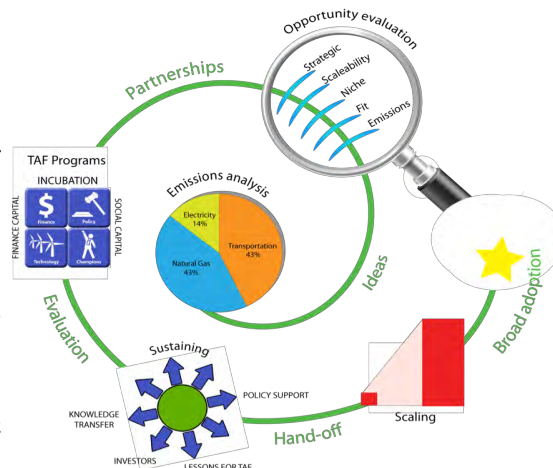 Opportunity evaluation
Strategic
Scaleability
Niche
Fit
Emissions
Partnerships
TAF Programs
INCUBATION
FINANCE CAPITAL
SOCIAL CAPITAL
$
Finance
Policy
Technology
Champions
Emissions analysis
Electricity
14%
Transportation
43%
Natural Gas
43%
Ideas
Broad adoption
Evaluation
Sustaining
POLICY SUPPORT
KNOWLEDGE
TRANSFER
INVESTORS
LESSONS FOR TAF
Hand-off
Scaling